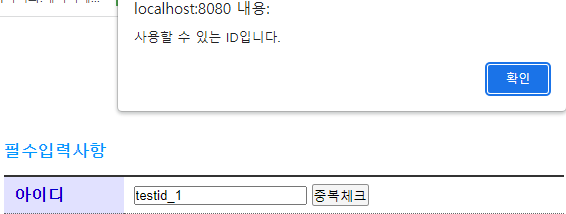 localhost:8080 내용:
사용할 수 있는 ID입니다.
확인
필수입력사항
아이디 testid_1 중복체크